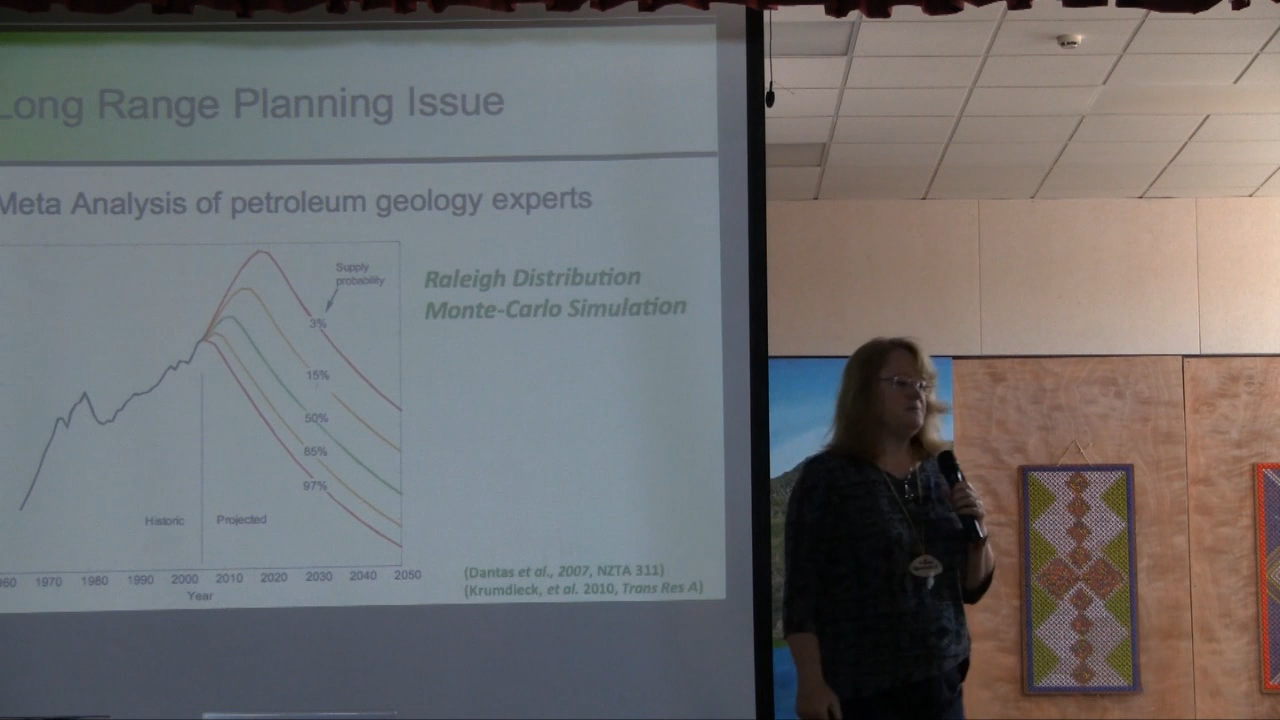 Long Range Planning Issue
Meta Analysis of petroleum geology experts
Supply
probability
Raleigh Distribution
Monte-Carlo Simulation
3%
15%
50%
85%
97%
Historic
Projected
960 1970 1980 1990 2000 2010 2020 2030 2040 2050
Year
(Dantas et al., 2007, NZTA 311)
(Krumdieck, et al. 2010, Trans Res A)